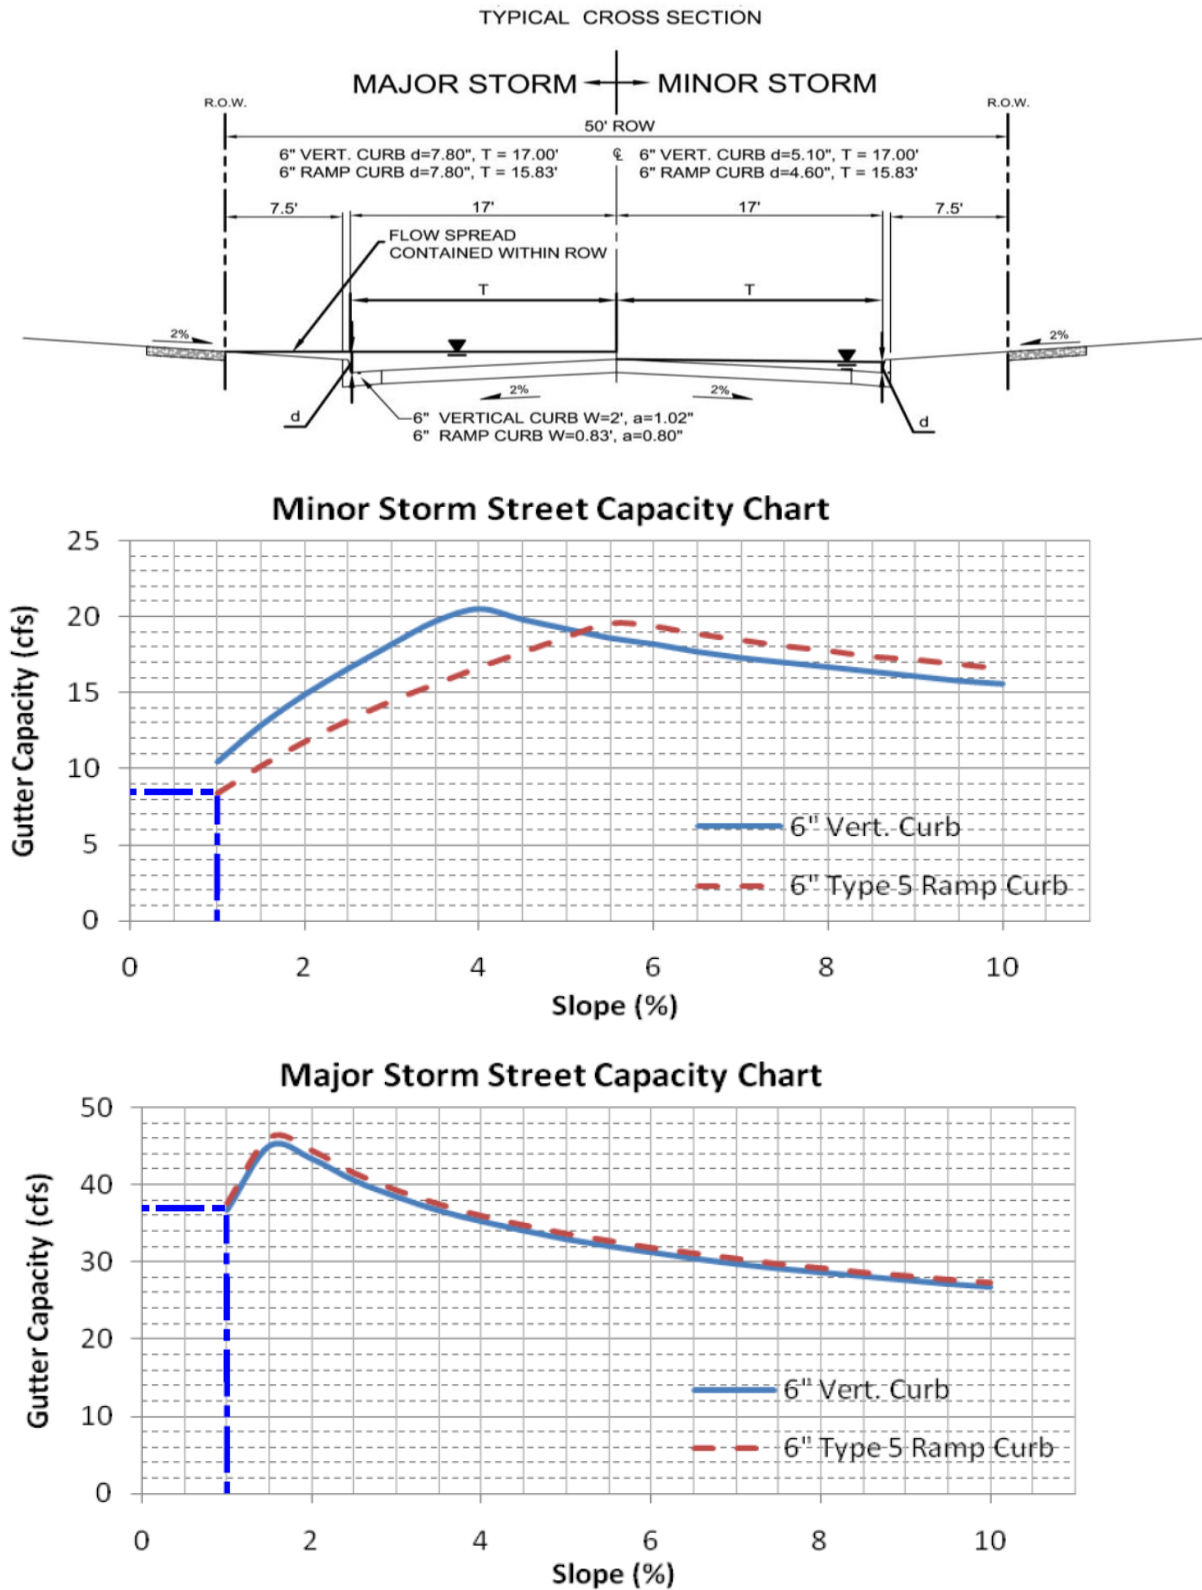 TYPICAL CROSS SECTION
MAJOR STORM MINOR STORM
R.O.W. R.O.W.
50' ROW
6" VERT. CURB d=7.80", T = 17.00' ℄ 6" VERT. CURB d=5.10", T = 17.00'
6" RAMP CURB d=7.80", T = 15.83' 6" RAMP CURB d=4.60", T = 15.83'
7.5' 17' 17' 7.5'
FLOW SPREAD
CONTAINED WITHIN ROW
T T
2% 2%
2% 2%
d 6" VERTICAL CURB W=2', a=1.02" d
6" RAMP CURB W=0.83', a=0.80"
Minor Storm Street Capacity Chart
25
20
15
10
5
0
Gutter Capacity (cfs)
6" Vert. Curb
6" Type 5 Ramp Curb
0 2 4 6 8 10
Slope (%)
Major Storm Street Capacity Chart
50
40
30
20
10
0
Gutter Capacity (cfs)
6" Vert. Curb
6" Type 5 Ramp Curb
0 2 4 6 8 10
Slope (%)